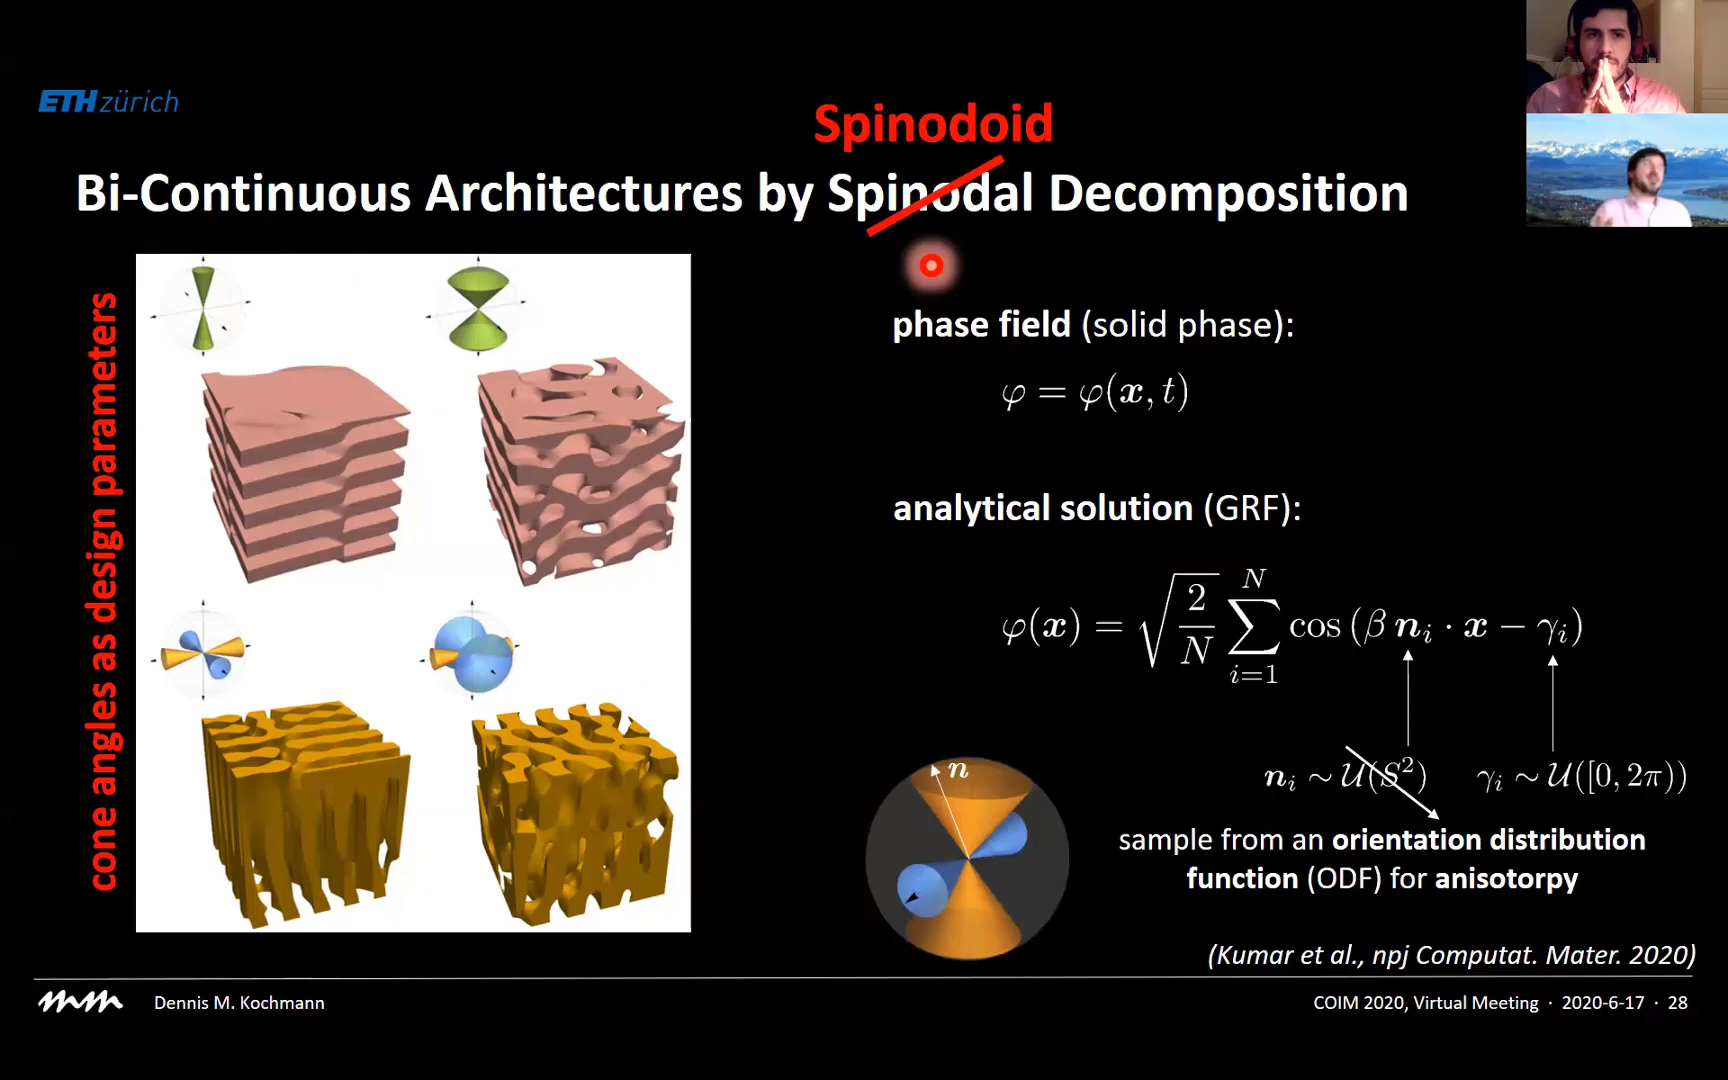 ETH zürich
Spinodoid
Bi-Continuous Architectures by Spinodal Decomposition
cone angles as design parameters
phase field (solid phase):
φ = φ(x, t)
analytical solution (GRF):
φ(x) = √(2/N) ∑_{i=1}^{N} cos (β n_i · x − γ_i)
n
n_i ∼ U(S²) γ_i ∼ U([0, 2π))
sample from an orientation distribution
function (ODF) for anisotorpy
(Kumar et al., npj Computat. Mater. 2020)
Dennis M. Kochmann
COIM 2020, Virtual Meeting · 2020-6-17 · 28